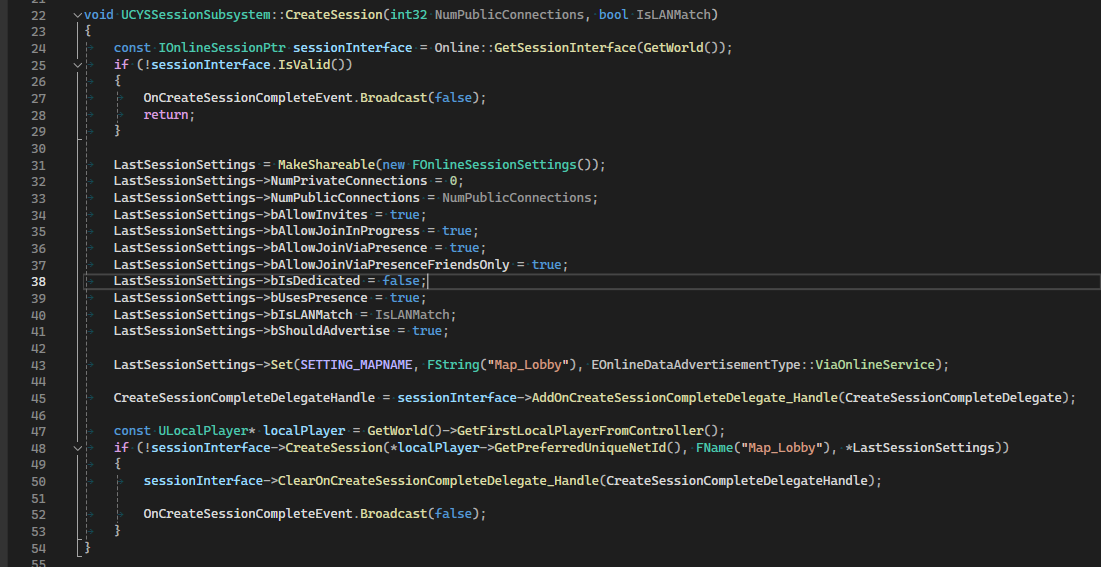 22 void UCYSSessionSubsystem::CreateSession(int32 NumPublicConnections, bool IsLANMatch)
23 {
24 const IOnlineSessionPtr sessionInterface = Online::GetSessionInterface(GetWorld());
25 if (!sessionInterface.IsValid())
26 {
27 OnCreateSessionCompleteEvent.Broadcast(false);
28 return;
29 }
30
31 LastSessionSettings = MakeShareable(new FOnlineSessionSettings());
32 LastSessionSettings->NumPrivateConnections = 0;
33 LastSessionSettings->NumPublicConnections = NumPublicConnections;
34 LastSessionSettings->bAllowInvites = true;
35 LastSessionSettings->bAllowJoinInProgress = true;
36 LastSessionSettings->bAllowJoinViaPresence = true;
37 LastSessionSettings->bAllowJoinViaPresenceFriendsOnly = true;
38 LastSessionSettings->bIsDedicated = false;
39 LastSessionSettings->bUsesPresence = true;
40 LastSessionSettings->bIsLANMatch = IsLANMatch;
41 LastSessionSettings->bShouldAdvertise = true;
42
43 LastSessionSettings->Set(SETTING_MAPNAME, FString("Map_Lobby"), EOnlineDataAdvertisementType::ViaOnlineService);
44
45 CreateSessionCompleteDelegateHandle = sessionInterface->AddOnCreateSessionCompleteDelegate_Handle(CreateSessionCompleteDelegate);
46
47 const ULocalPlayer* localPlayer = GetWorld()->GetFirstLocalPlayerFromController();
48 if (!sessionInterface->CreateSession(*localPlayer->GetPreferredUniqueNetId(), FName("Map_Lobby"), *LastSessionSettings))
49 {
50 sessionInterface->ClearOnCreateSessionCompleteDelegate_Handle(CreateSessionCompleteDelegateHandle);
51
52 OnCreateSessionCompleteEvent.Broadcast(false);
53 }
54 }
55